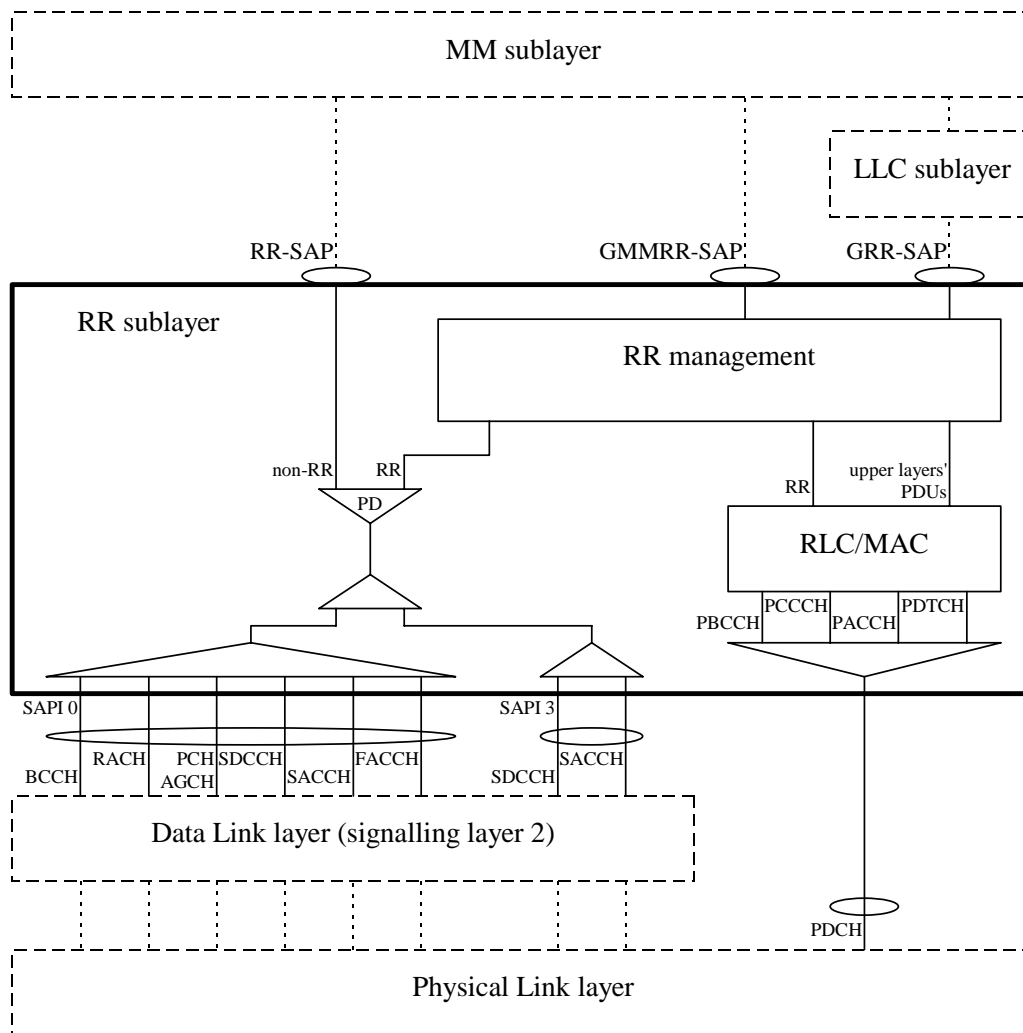 MM sublayer
LLC sublayer
RR-SAP
GMMRR-SAP
GRR-SAP
RR sublayer
RR management
non-RR
RR
PD
RR
upper layers'
PDUs
RLC/MAC
PBCCH
PCCCH
PACCH
PDTCH
SAPI 0
SAPI 3
BCCH
RACH
PCH
AGCH
SDCCH
SACCH
FACCH
SDCCH
SACCH
Data Link layer (signalling layer 2)
PDCH
Physical Link layer